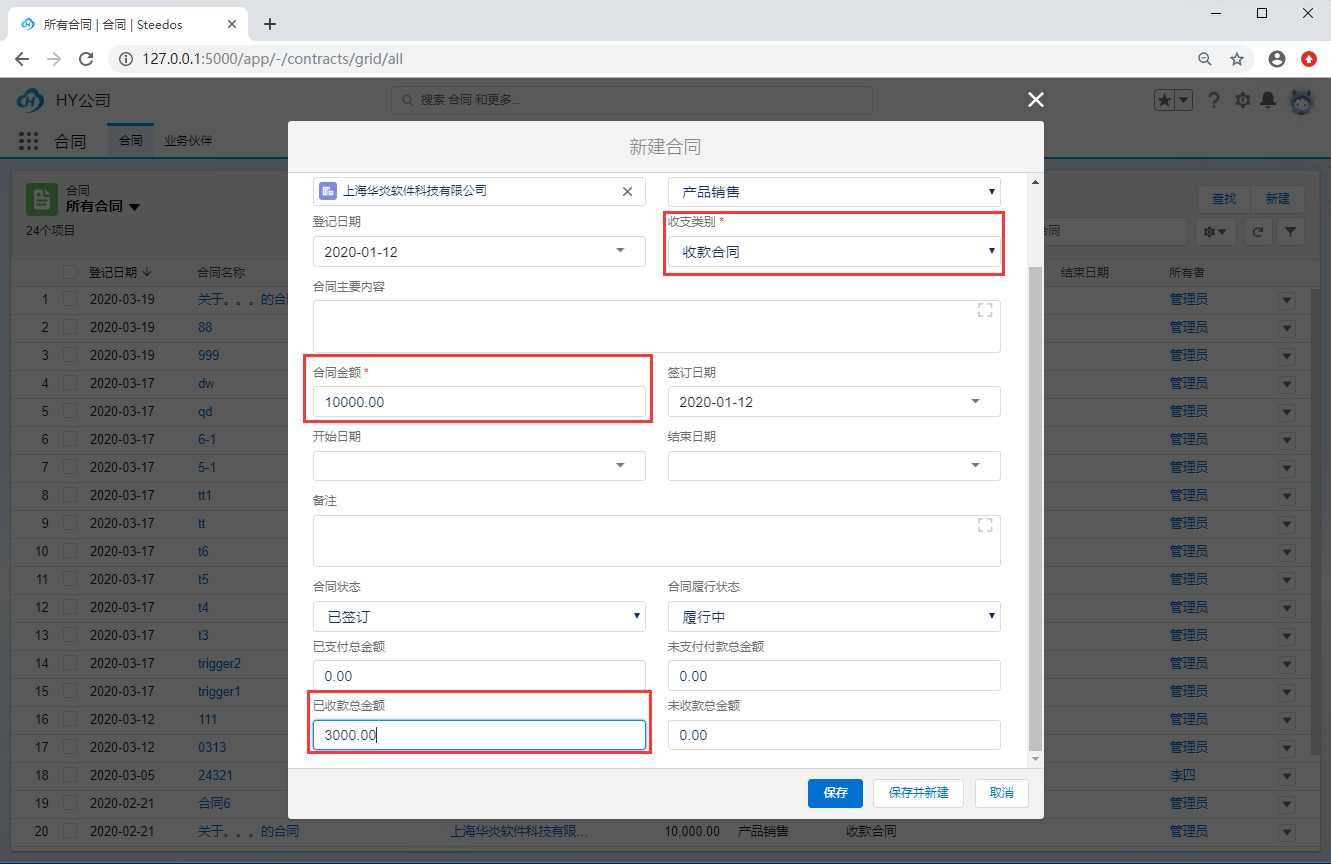 所有合同 | 合同 | Steedos
127.0.0.1:5000/app/-/contracts/grid/all
HY公司
搜索 合同 和更多...
合同
合同
业务伙伴
合同
所有合同
24个项目
查找
新建
合同
登记日期
合同名称
结束日期
所有者
1 2020-03-19 关于。。。的合同 管理员
2 2020-03-19 88 管理员
3 2020-03-19 999 管理员
4 2020-03-17 dw 管理员
5 2020-03-17 qd 管理员
6 2020-03-17 6-1 管理员
7 2020-03-17 5-1 管理员
8 2020-03-17 tt1 管理员
9 2020-03-17 tt 管理员
10 2020-03-17 t6 管理员
11 2020-03-17 t5 管理员
12 2020-03-17 t4 管理员
13 2020-03-17 t3 管理员
14 2020-03-17 trigger2 管理员
15 2020-03-17 trigger1 管理员
16 2020-03-12 111 管理员
17 2020-03-12 0313 管理员
18 2020-03-05 24321 李四
19 2020-02-21 合同6 管理员
20 2020-02-21 关于。。。的合同 上海华炎软件科技有限... 10,000.00 产品销售 收款合同 管理员
新建合同
上海华炎软件科技有限公司
产品销售
登记日期
收支类别 *
2020-01-12
收款合同
合同主要内容
合同金额 *
签订日期
10000.00
2020-01-12
开始日期
结束日期
备注
合同状态
合同履行状态
已签订
履行中
已支付总金额
未支付付款总金额
0.00
0.00
已收款总金额
未收款总金额
3000.00
0.00
保存
保存并新建
取消